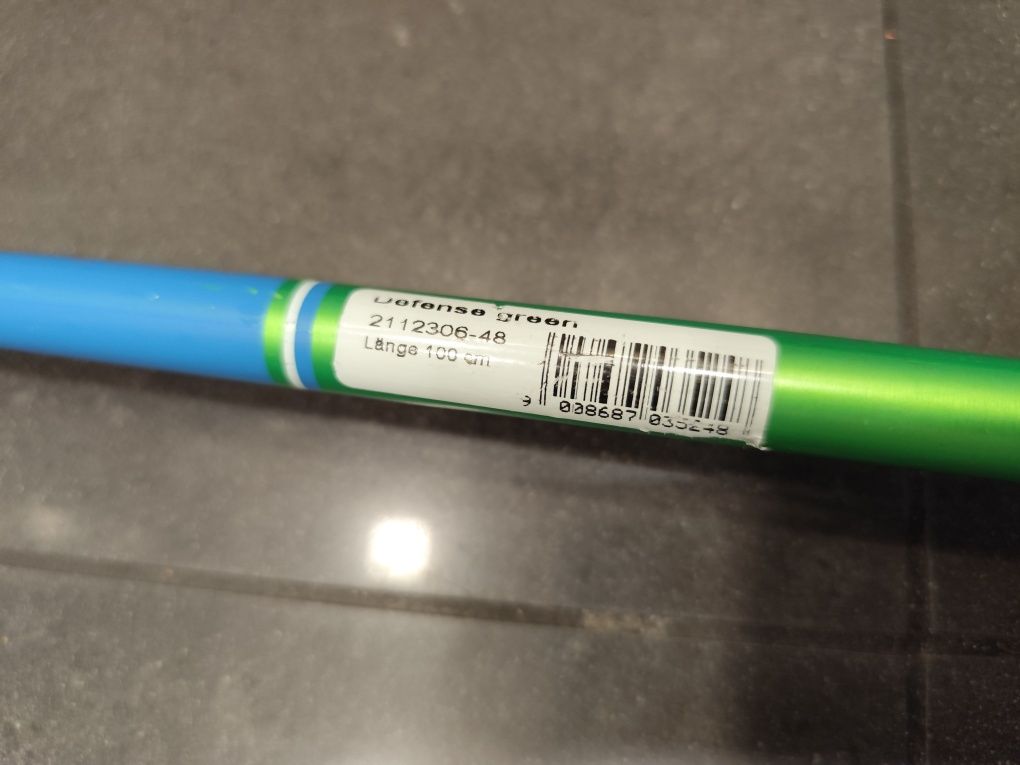 Defense green
2112306-48
Länge 100 cm
9 008687 035248